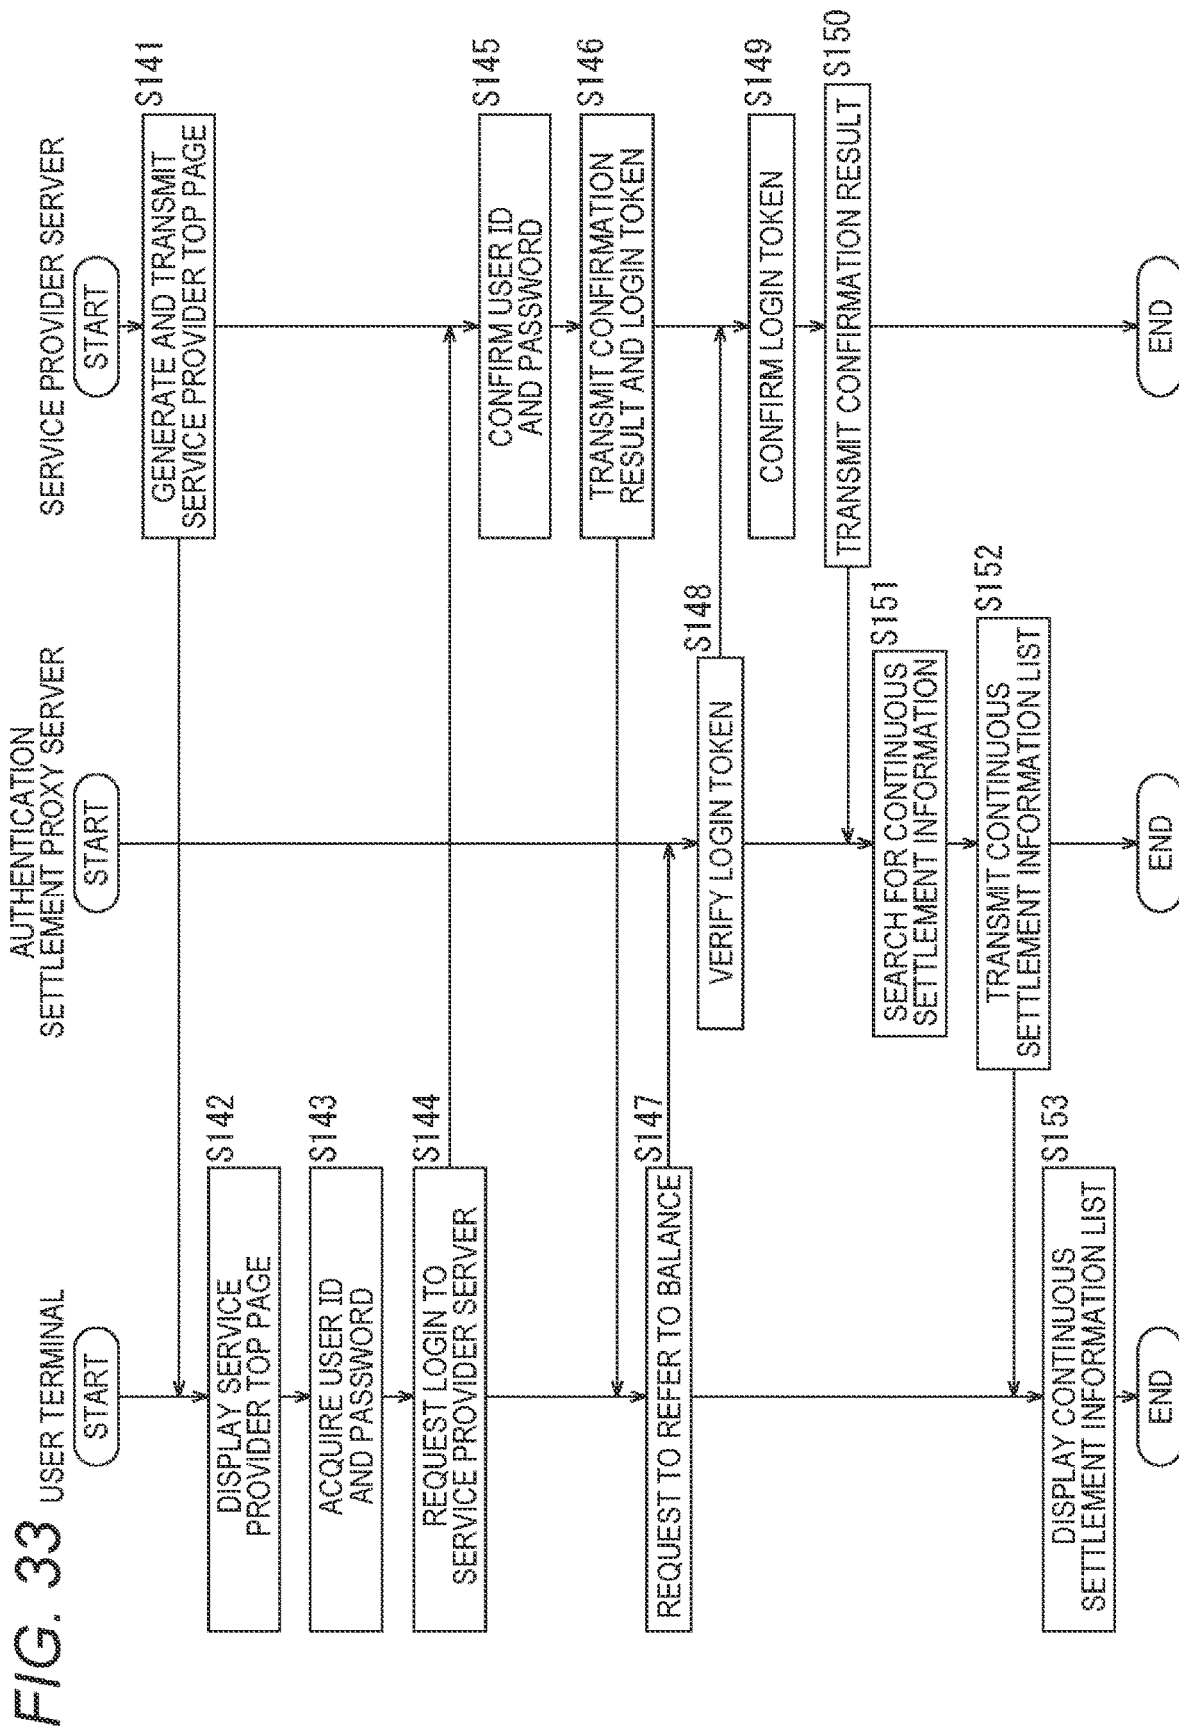 FIG. 33
USER TERMINAL
START
DISPLAY SERVICE
PROVIDER TOP PAGE
S142
ACQUIRE USER ID
AND PASSWORD
S143
REQUEST LOGIN TO
SERVICE PROVIDER SERVER
S144
REQUEST TO REFER TO BALANCE
S147
DISPLAY CONTINUOUS
SETTLEMENT INFORMATION LIST
S153
END
AUTHENTICATION
SETTLEMENT PROXY SERVER
START
VERIFY LOGIN TOKEN
S148
SEARCH FOR CONTINUOUS
SETTLEMENT INFORMATION
S151
TRANSMIT CONTINUOUS
SETTLEMENT INFORMATION LIST
S152
END
SERVICE PROVIDER SERVER
START
GENERATE AND TRANSMIT
SERVICE PROVIDER TOP PAGE
S141
CONFIRM USER ID
AND PASSWORD
S145
TRANSMIT CONFIRMATION
RESULT AND LOGIN TOKEN
S146
CONFIRM LOGIN TOKEN
S149
TRANSMIT CONFIRMATION RESULT
S150
END